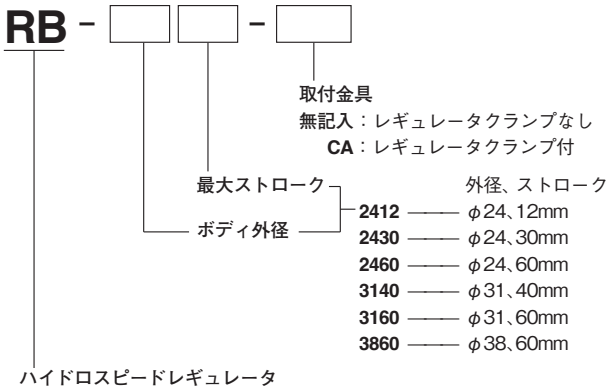 RB - -
取付金具
無記入：レギュレータクランプなし
CA：レギュレータクランプ付
最大ストローク
ボディ外径
外径、ストローク
2412 φ24、12mm
2430 φ24、30mm
2460 φ24、60mm
3140 φ31、40mm
3160 φ31、60mm
3860 φ38、60mm
ハイドロスピードレギュレータ